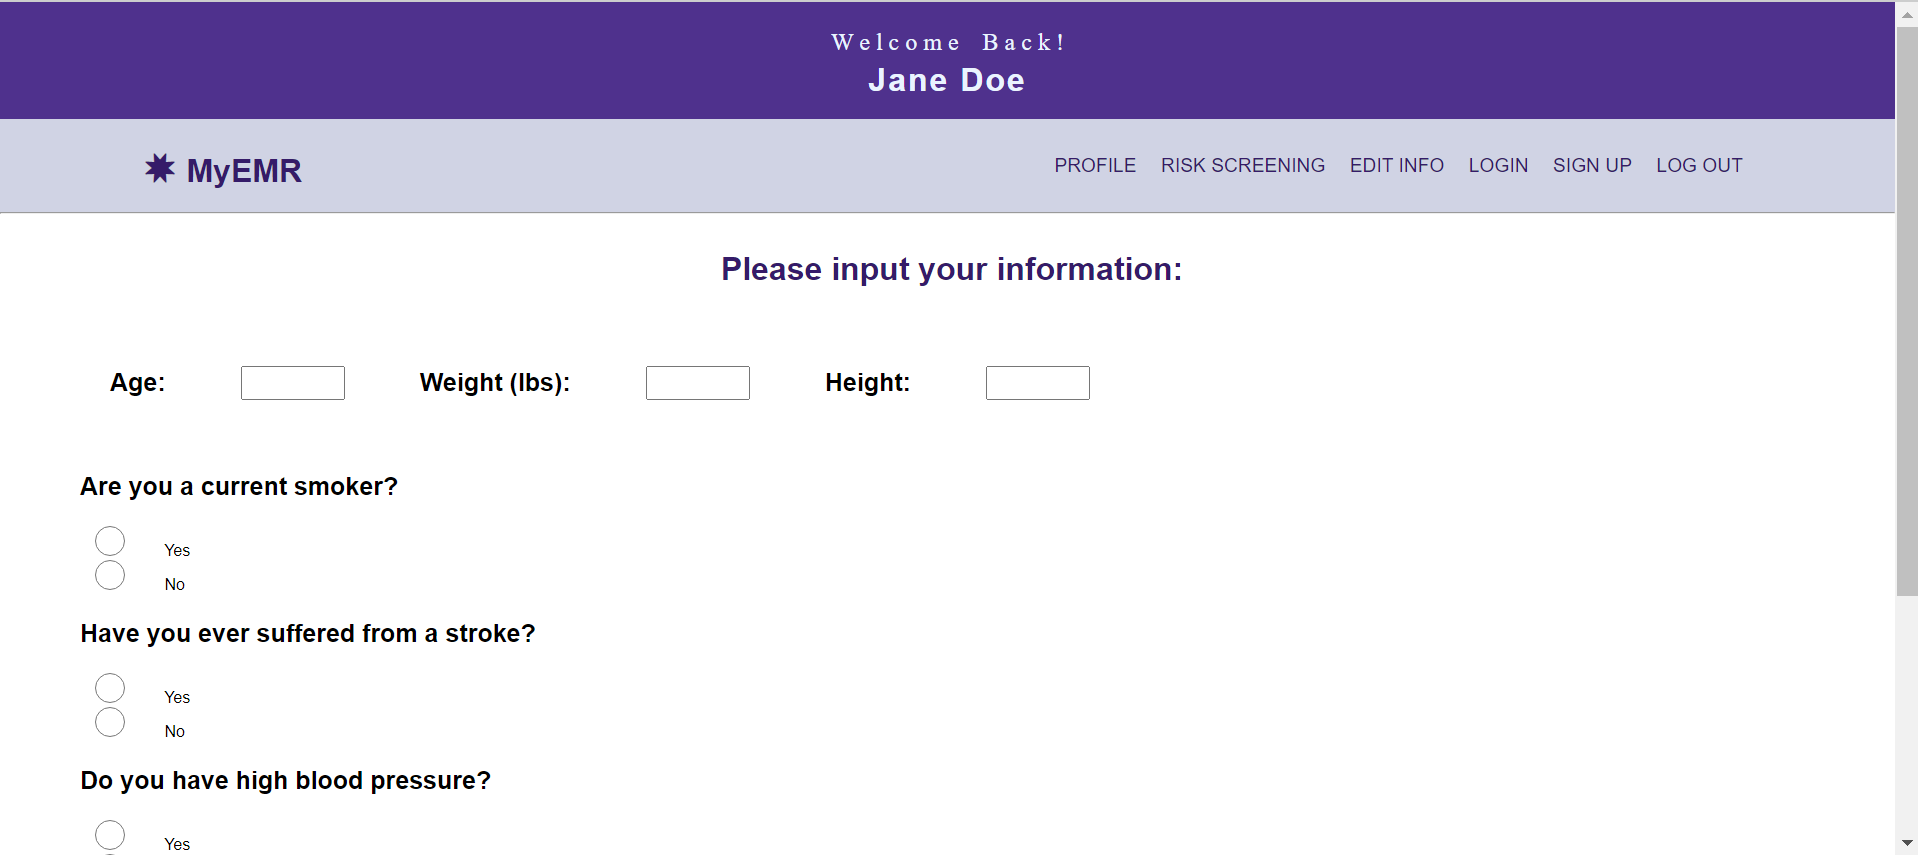 Welcome Back!
Jane Doe
MyEMR
PROFILE RISK SCREENING EDIT INFO LOGIN SIGN UP LOG OUT
Please input your information:
Age: Weight (lbs): Height:
Are you a current smoker?
Yes
No
Have you ever suffered from a stroke?
Yes
No
Do you have high blood pressure?
Yes